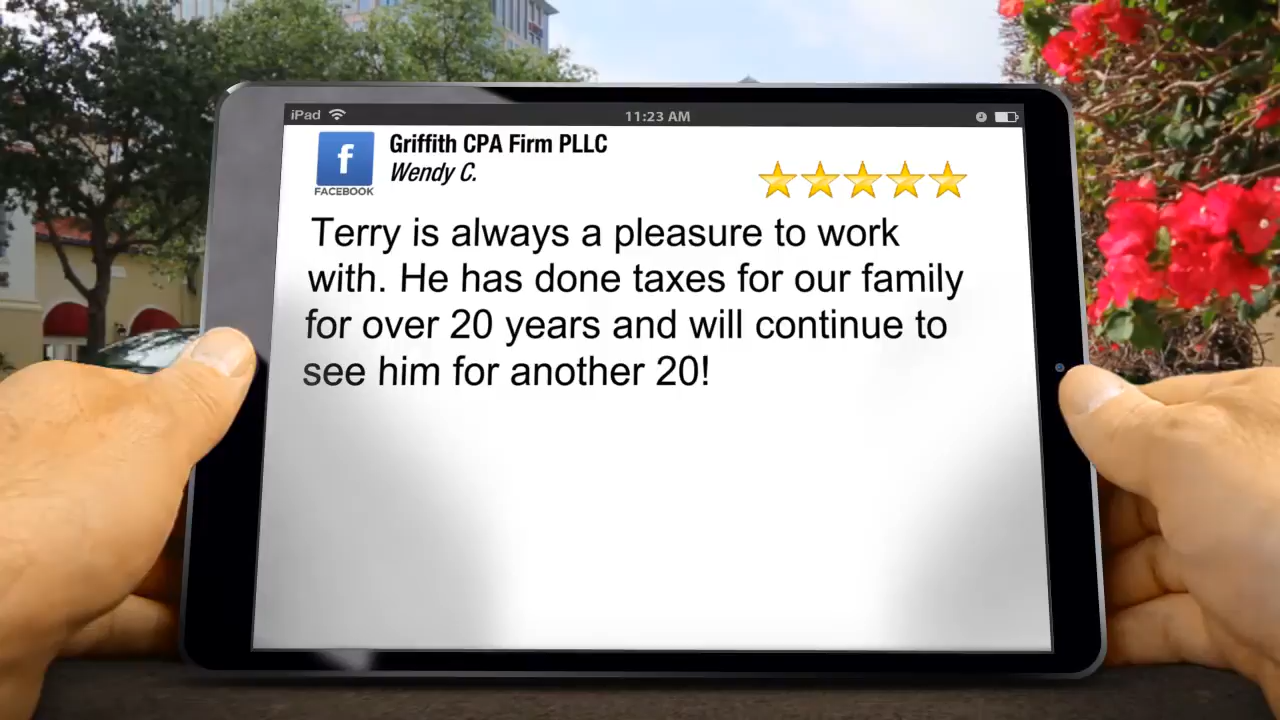 iPad 11:23 AM
f
FACEBOOK
Griffith CPA Firm PLLC
Wendy C.
Terry is always a pleasure to work
with. He has done taxes for our family
for over 20 years and will continue to
see him for another 20!